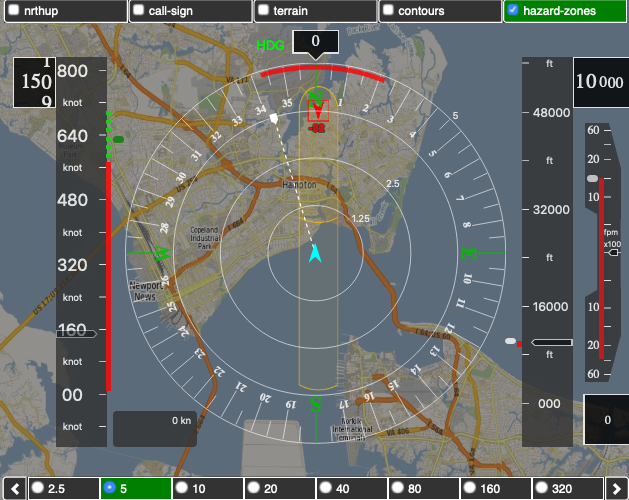 nrthup
call-sign
terrain
contours
hazard-zones
HDG
0
1
150
9
10 000
800
knot
640
knot
480
knot
320
knot
160
knot
00
knot
ft
48000
ft
32000
ft
16000
ft
000
60
20
10
fpm
x100
10
20
60
0
34
35
1
2
3
4
5
6
E
10
11
12
13
14
15
16
17
S
19
20
21
22
23
24
25
26
W
28
29
30
31
32
33
5
2.5
1.25
-02
Hampton
Copeland
Industrial
Park
Newport
News
Norfolk
International
Terminals
VA 406
0 kn
2.5
5
10
20
40
80
160
320